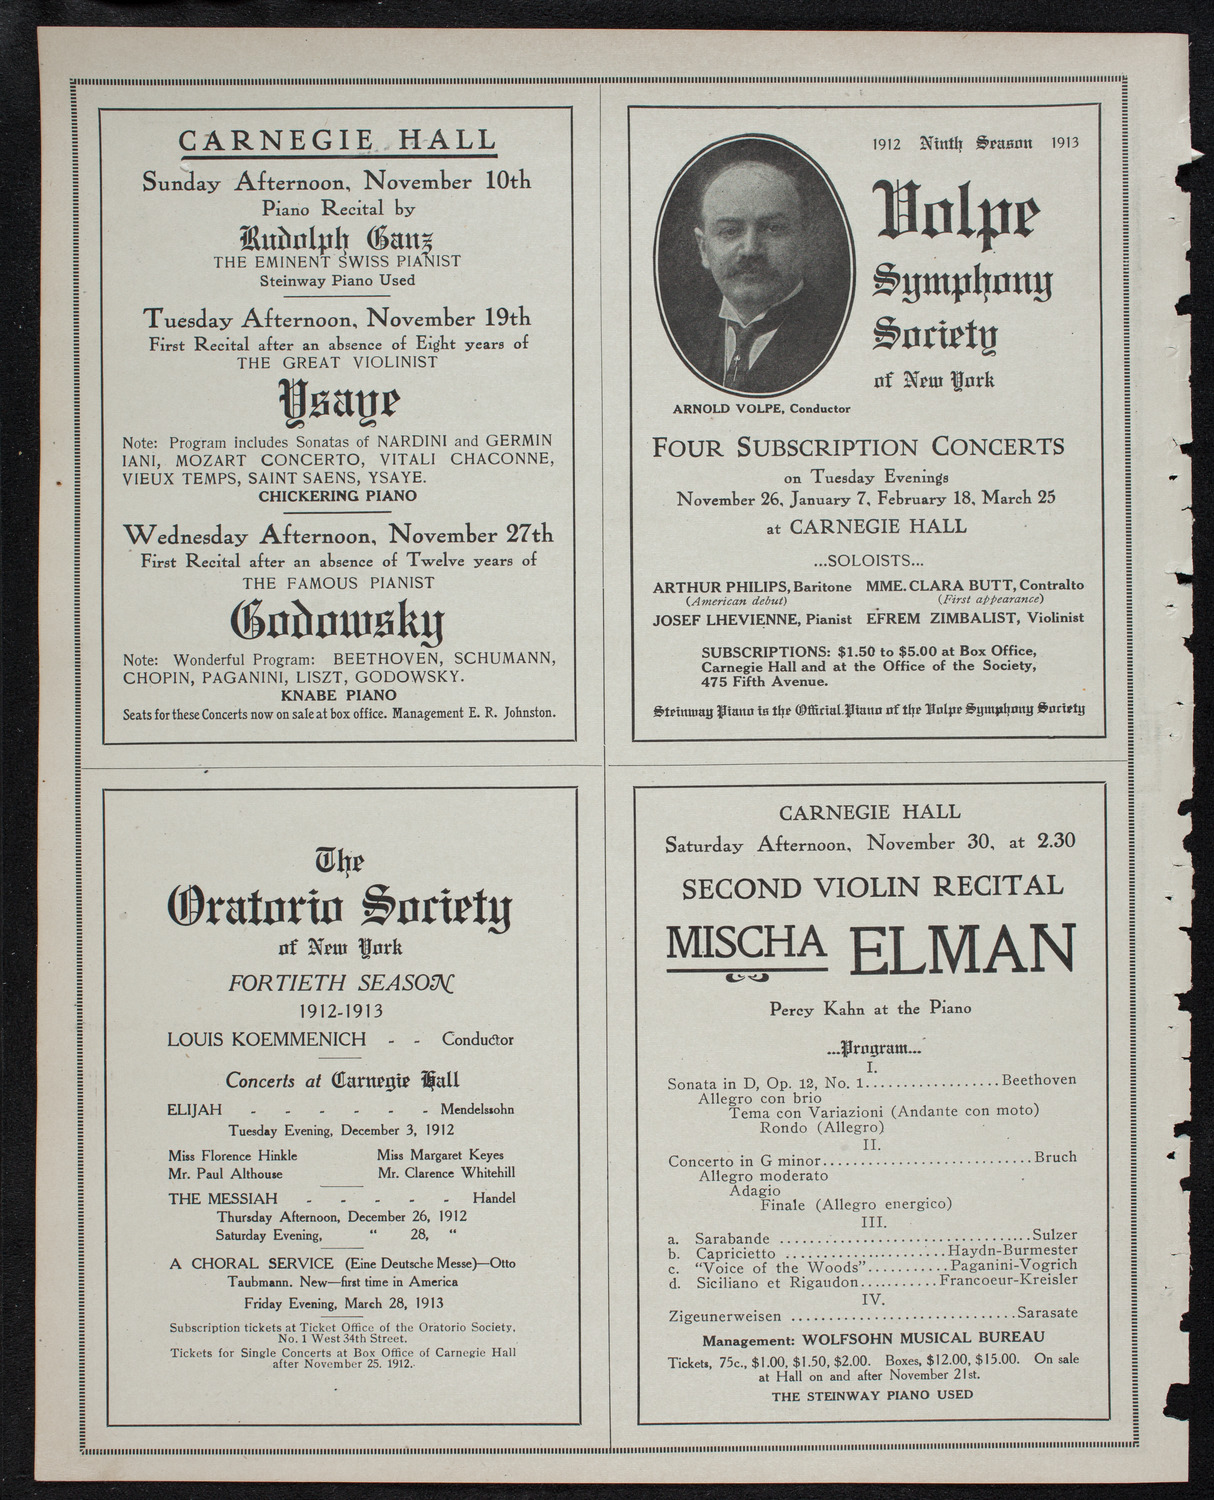 CARNEGIE HALL
Sunday Afternoon, November 10th
Piano Recital by
Rudolph Ganz
THE EMINENT SWISS PIANIST
Steinway Piano Used
Tuesday Afternoon, November 19th
First Recital after an absence of Eight years of
THE GREAT VIOLINIST
Ysaye
Note: Program includes Sonatas of NARDINI and GERMIN
IANI, MOZART CONCERTO, VITALI CHACONNE,
VIEUX TEMPS, SAINT SAENS, YSAYE.
CHICKERING PIANO
Wednesday Afternoon, November 27th
First Recital after an absence of Twelve years of
THE FAMOUS PIANIST
Godowsky
Note: Wonderful Program: BEETHOVEN, SCHUMANN,
CHOPIN, PAGANINI, LISZT, GODOWSKY.
KNABE PIANO
Seats for these Concerts now on sale at box office. Management E. R. Johnston.
1912 Ninth Season 1913
Volpe
Symphony
Society
of New York
ARNOLD VOLPE, Conductor
FOUR SUBSCRIPTION CONCERTS
on Tuesday Evenings
November 26, January 7, February 18, March 25
at CARNEGIE HALL
...SOLOISTS...
ARTHUR PHILIPS, Baritone MME. CLARA BUTT, Contralto
(American debut) (First appearance)
JOSEF LHEVIENNE, Pianist EFREM ZIMBALIST, Violinist
SUBSCRIPTIONS: $1.50 to $5.00 at Box Office,
Carnegie Hall and at the Office of the Society,
475 Fifth Avenue.
Steinway Piano is the Official Piano of the Volpe Symphony Society
The
Oratorio Society
of New York
FORTIETH SEASON
1912-1913
LOUIS KOEMMENICH - - Conductor
Concerts at Carnegie Hall
ELIJAH - - - - - - Mendelssohn
Tuesday Evening, December 3, 1912
Miss Florence Hinkle Miss Margaret Keyes
Mr. Paul Althouse Mr. Clarence Whitehill
THE MESSIAH - - - - - Handel
Thursday Afternoon, December 26, 1912
Saturday Evening, " 28, "
A CHORAL SERVICE (Eine Deutsche Messe)—Otto
Taubmann. New—first time in America
Friday Evening, March 28, 1913
Subscription tickets at Ticket Office of the Oratorio Society,
No. 1 West 34th Street.
Tickets for Single Concerts at Box Office of Carnegie Hall
after November 25, 1912.
CARNEGIE HALL
Saturday Afternoon, November 30, at 2.30
SECOND VIOLIN RECITAL
MISCHA ELMAN
Percy Kahn at the Piano
...Program...
I.
Sonata in D, Op. 12, No. 1..................Beethoven
Allegro con brio
Tema con Variazioni (Andante con moto)
Rondo (Allegro)
II.
Concerto in G minor...........................Bruch
Allegro moderato
Adagio
Finale (Allegro energico)
III.
a. Sarabande .................................Sulzer
b. Capricietto .....................Haydn-Burmester
c. "Voice of the Woods"...........Paganini-Vogrich
d. Siciliano et Rigaudon...........Francoeur-Kreisler
IV.
Zigeunerweisen ..............................Sarasate
Management: WOLFSOHN MUSICAL BUREAU
Tickets, 75c., $1.00, $1.50, $2.00. Boxes, $12.00, $15.00. On sale
at Hall on and after November 21st.
THE STEINWAY PIANO USED